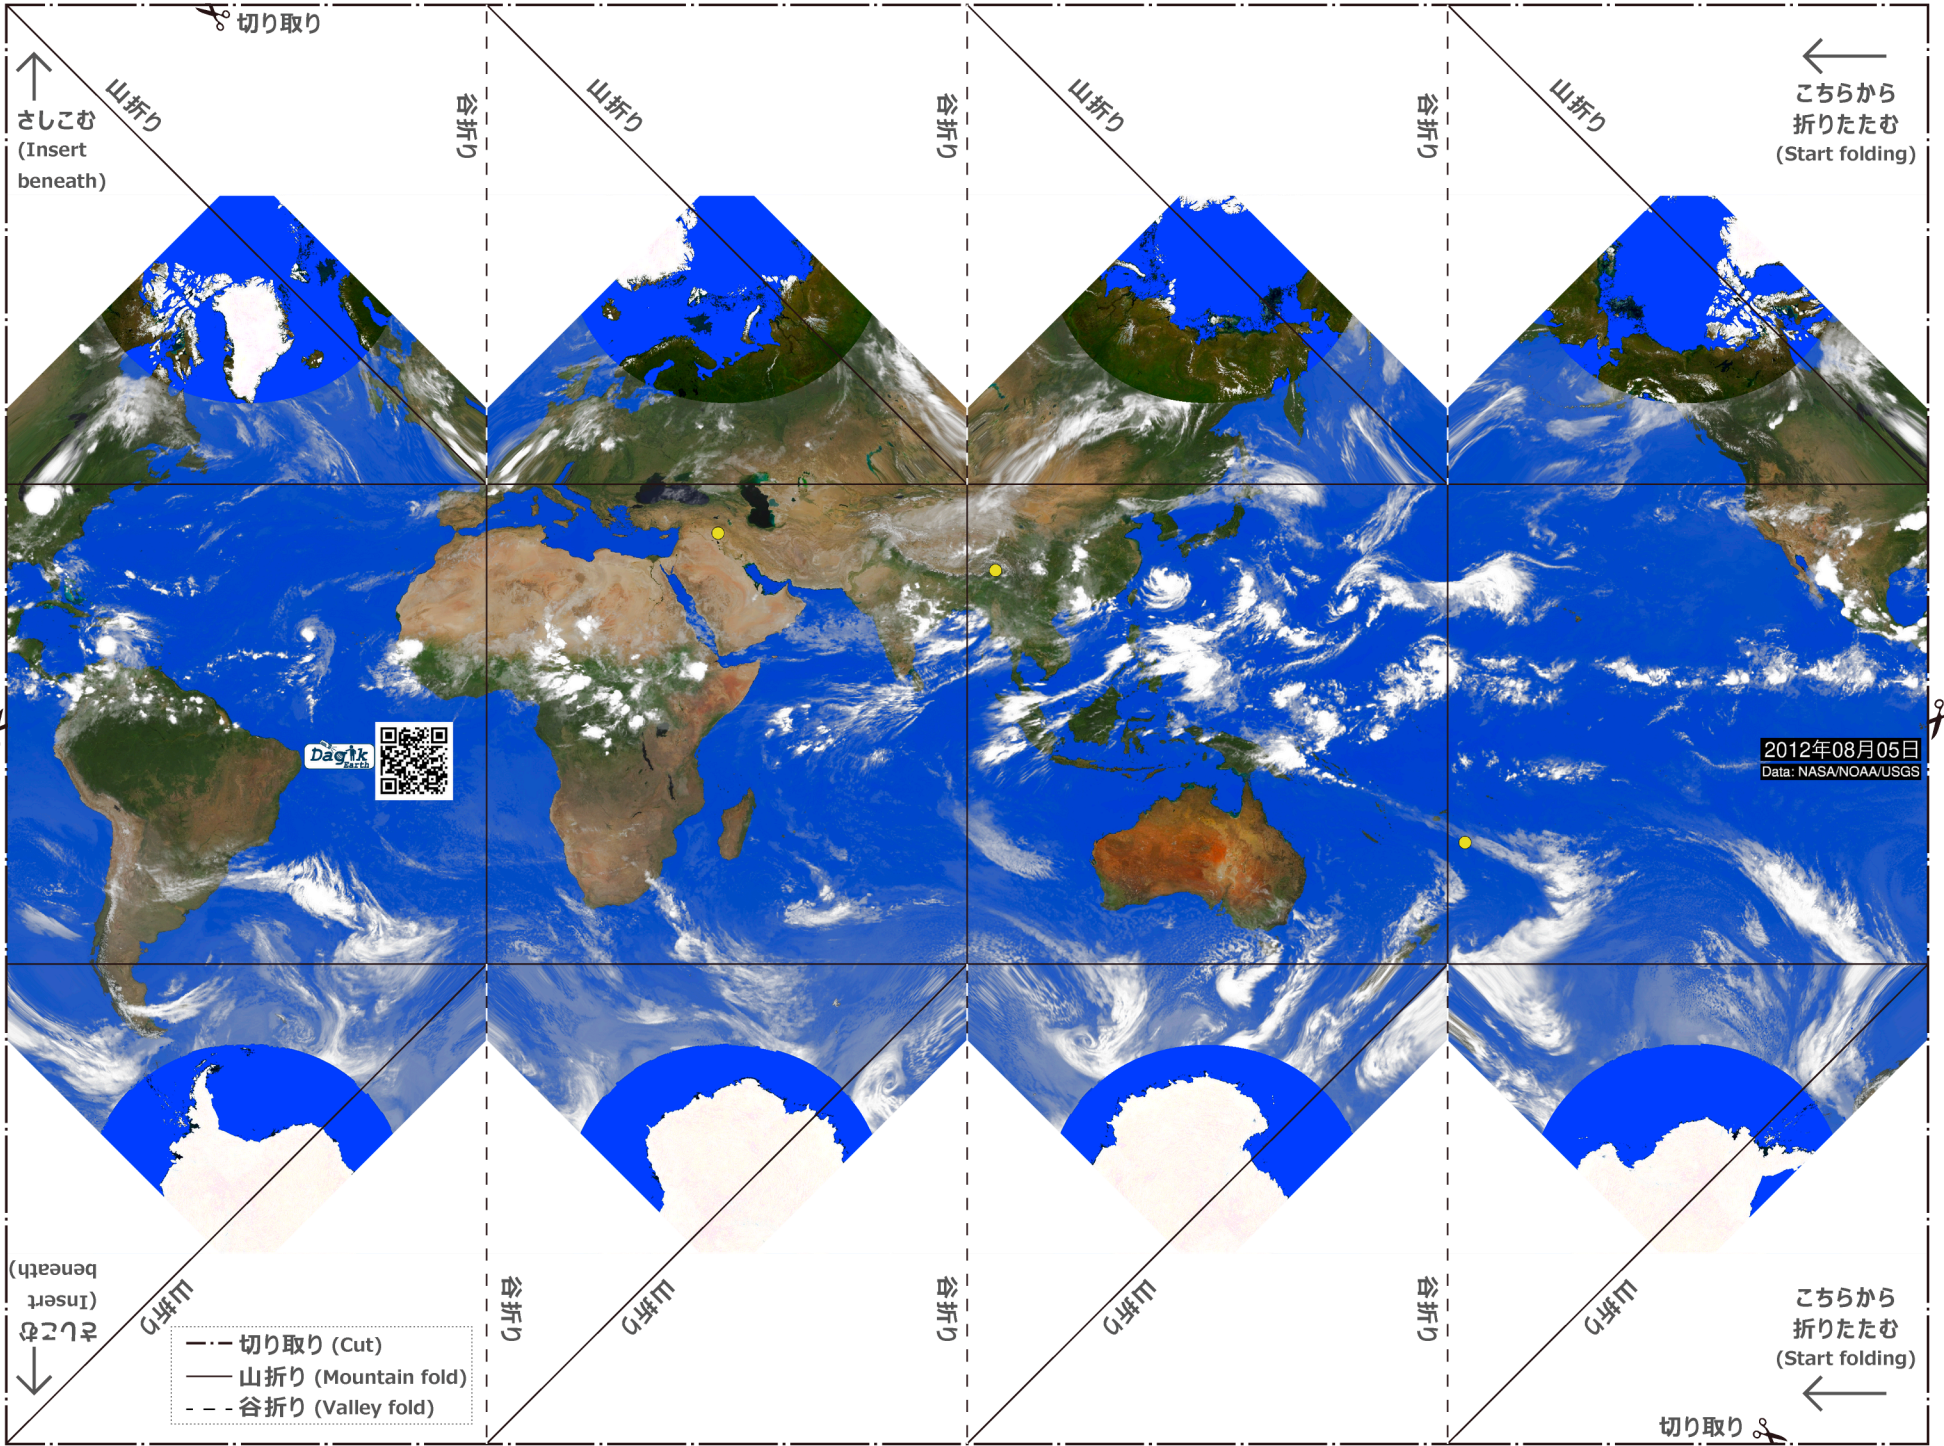 切り取り
山折り
谷折り
山折り
谷折り
山折り
谷折り
山折り
さしこむ
(Insert
beneath)
こちらから
折りたたむ
(Start folding)
Dagik
Earth
2012年08月05日
Data: NASA/NOAA/USGS
さしこむ
(Insert
beneath)
山折り
谷折り
山折り
谷折り
山折り
谷折り
山折り
こちらから
折りたたむ
(Start folding)
切り取り (Cut)
山折り (Mountain fold)
谷折り (Valley fold)
切り取り